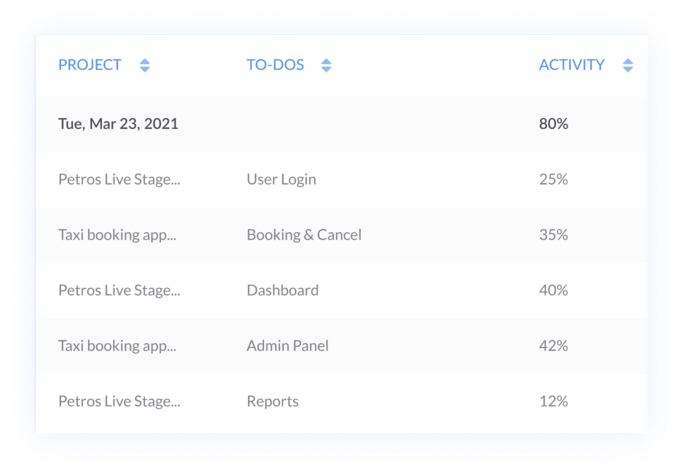 PROJECT TO-DOS ACTIVITY
Tue, Mar 23, 2021 80%
Petros Live Stage... User Login 25%
Taxi booking app... Booking & Cancel 35%
Petros Live Stage... Dashboard 40%
Taxi booking app... Admin Panel 42%
Petros Live Stage... Reports 12%